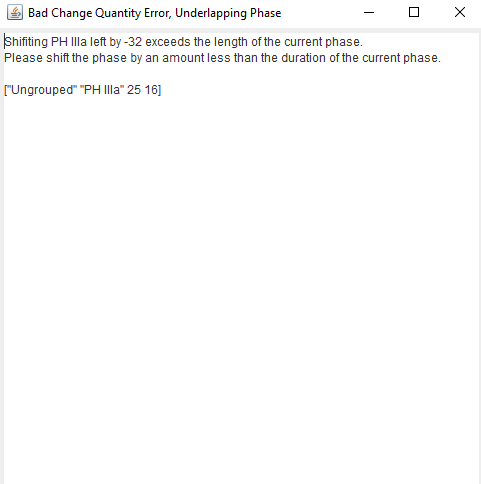 Bad Change Quantity Error, Underlapping Phase
Shifiting PH IIIa left by -32 exceeds the length of the current phase.
Please shift the phase by an amount less than the duration of the current phase.
["Ungrouped" "PH IIIa" 25 16]